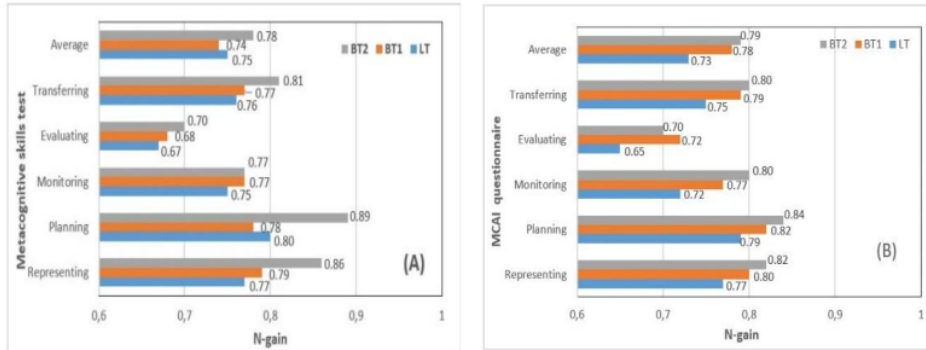 Metacognitive skills test
Average
Transferring
Evaluating
Monitoring
Planning
Representing
BT2 BT1 LT
0.78
0.74
0.75
0.81
0.77
0.76
0.70
0.68
0.67
0.77
0.77
0.75
0.89
0.78
0.80
0.86
0.79
0.77
(A)
0,6 0,7 0,8 0,9 1
N-gain
MCAI questionnaire
Average
Transferring
Evaluating
Monitoring
Planning
Representing
BT2 BT1 LT
0.79
0.78
0.73
0.80
0.79
0.75
0.70
0.72
0.65
0.80
0.77
0.72
0.84
0.82
0.79
0.82
0.80
0.77
(B)
0,6 0,7 0,8 0,9 1
N-gain